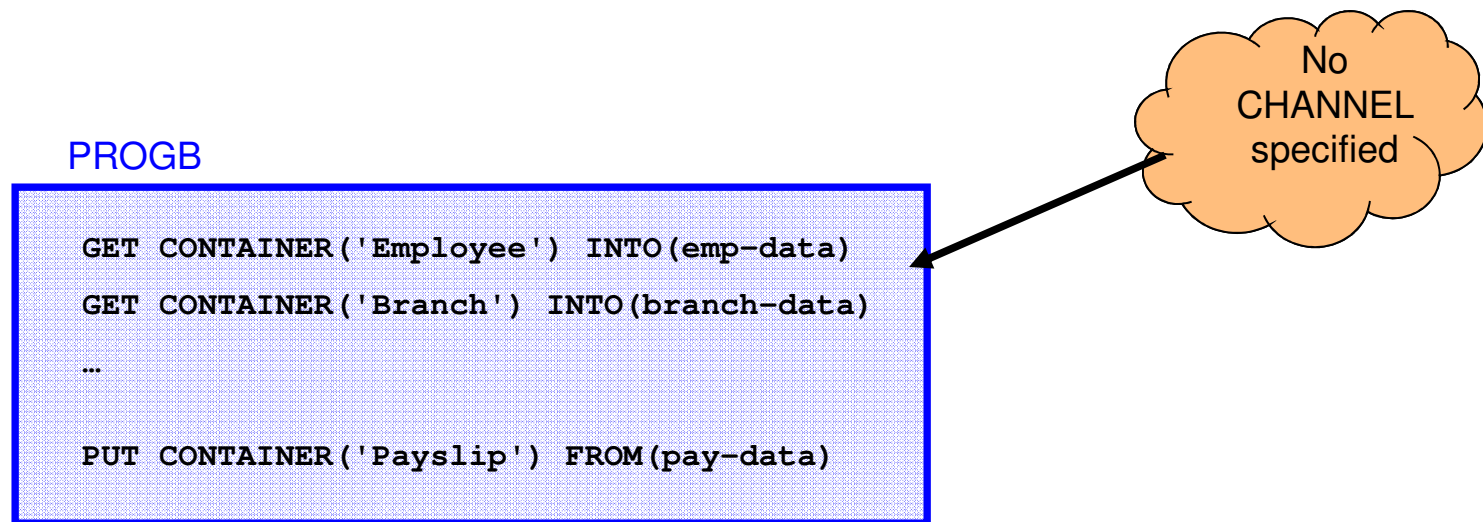 No
CHANNEL
specified
PROGB
GET CONTAINER('Employee') INTO(emp-data)
GET CONTAINER('Branch') INTO(branch-data)
…
PUT CONTAINER('Payslip') FROM(pay-data)